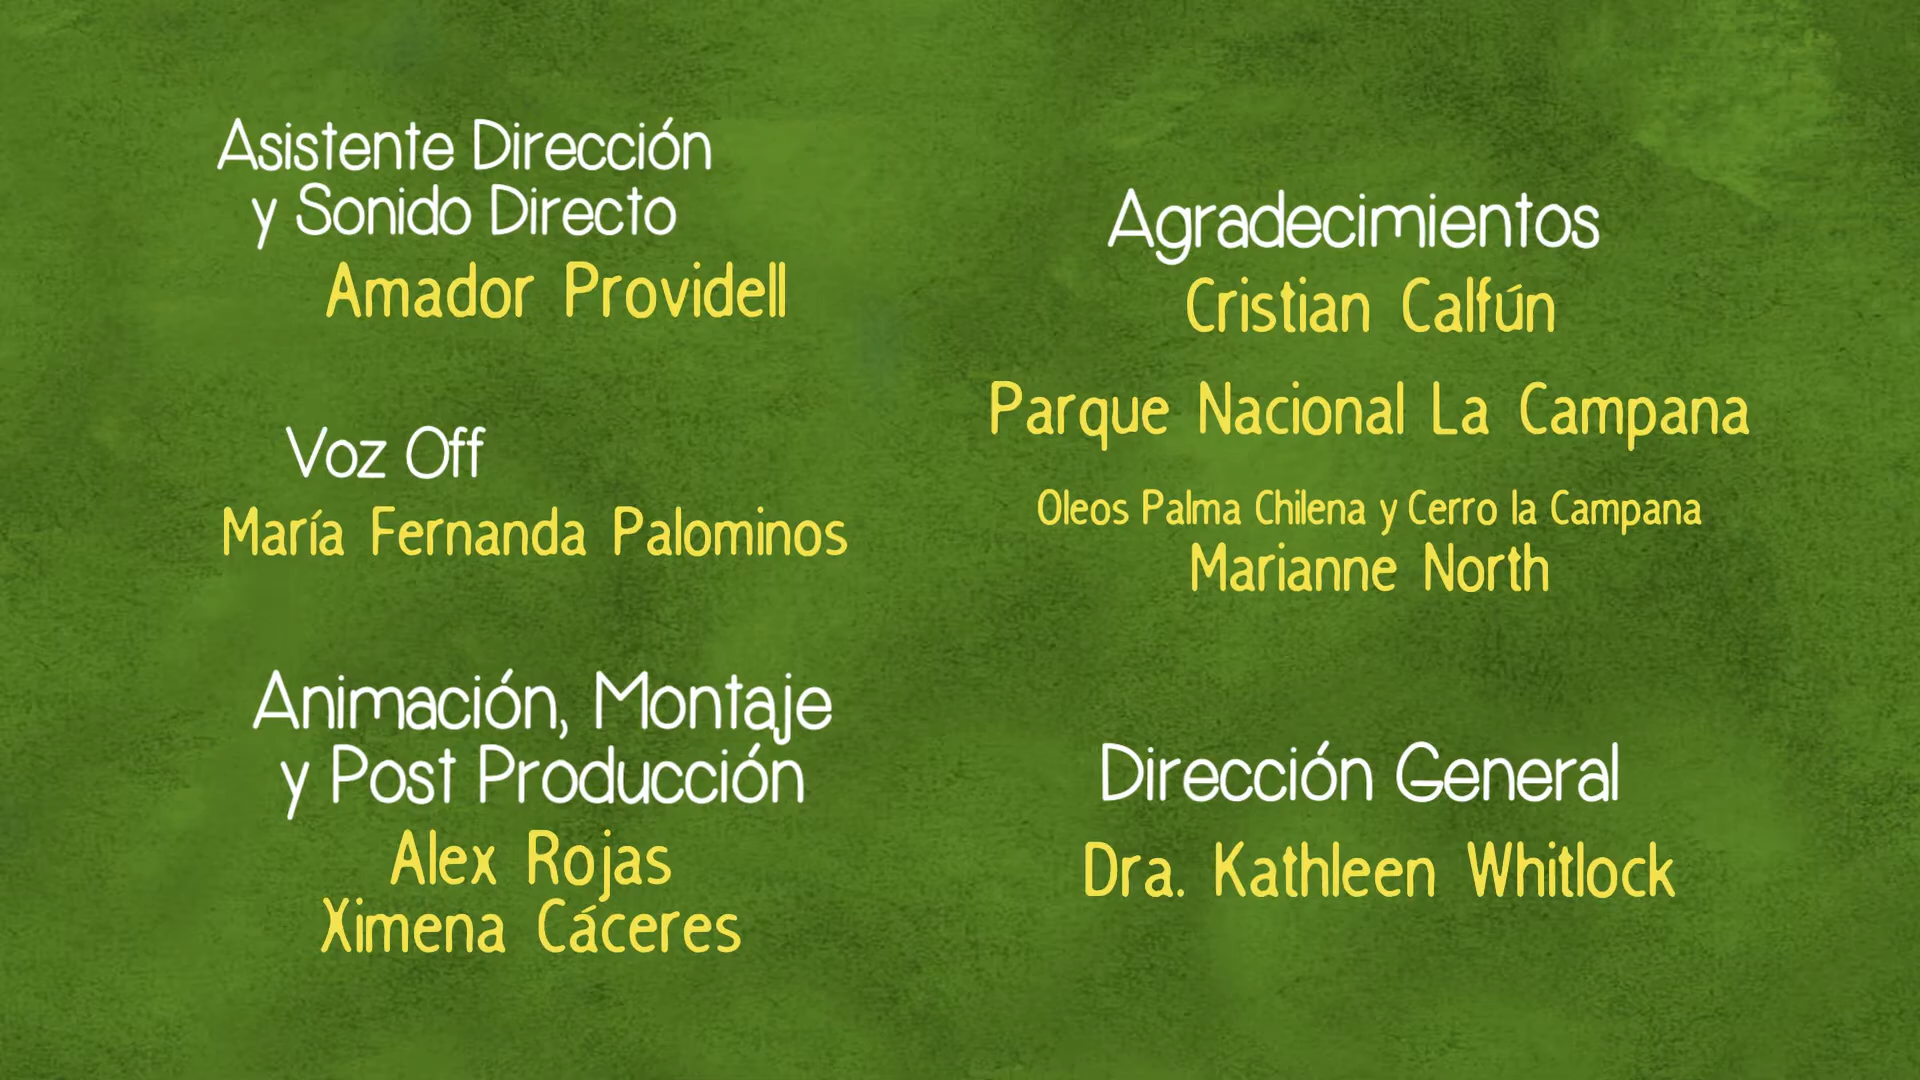 Asistente Dirección
y Sonido Directo
Amador Providell
Voz Off
María Fernanda Palominos
Animación, Montaje
y Post Producción
Alex Rojas
Ximena Cáceres
Agradecimientos
Cristian Calfún
Parque Nacional La Campana
Oleos Palma Chilena y Cerro la Campana
Marianne North
Dirección General
Dra. Kathleen Whitlock